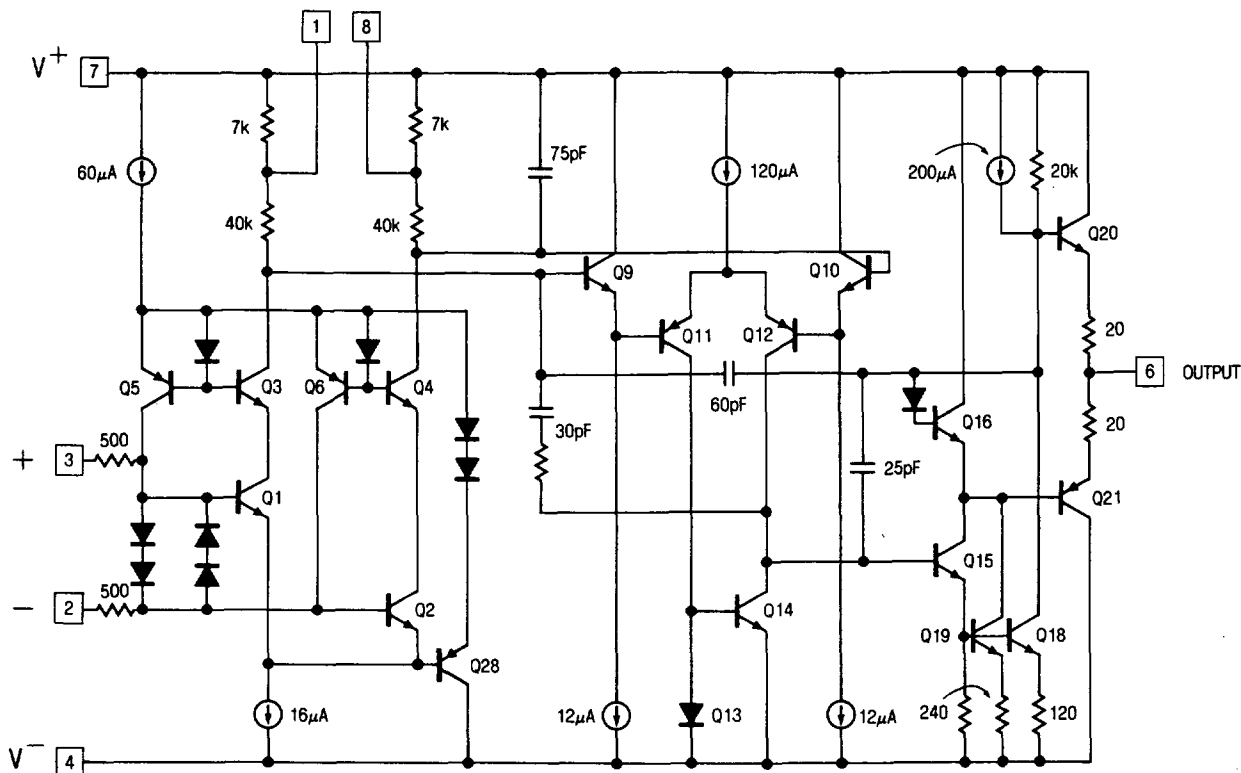 1 8
V+ 7
7k 7k
75pF
60μA 120μA 200μA 20k
40k 40k
Q20
Q9 Q10
Q11 Q12 20
Q5 Q3 Q6 Q4 6 OUTPUT
60pF
20
30pF Q16
+ 3 500
25pF
Q1 Q21
Q15
- 2 500
Q2 Q14
Q19 Q18
Q28
16μA 12μA Q13 12μA 240 120
V- 4